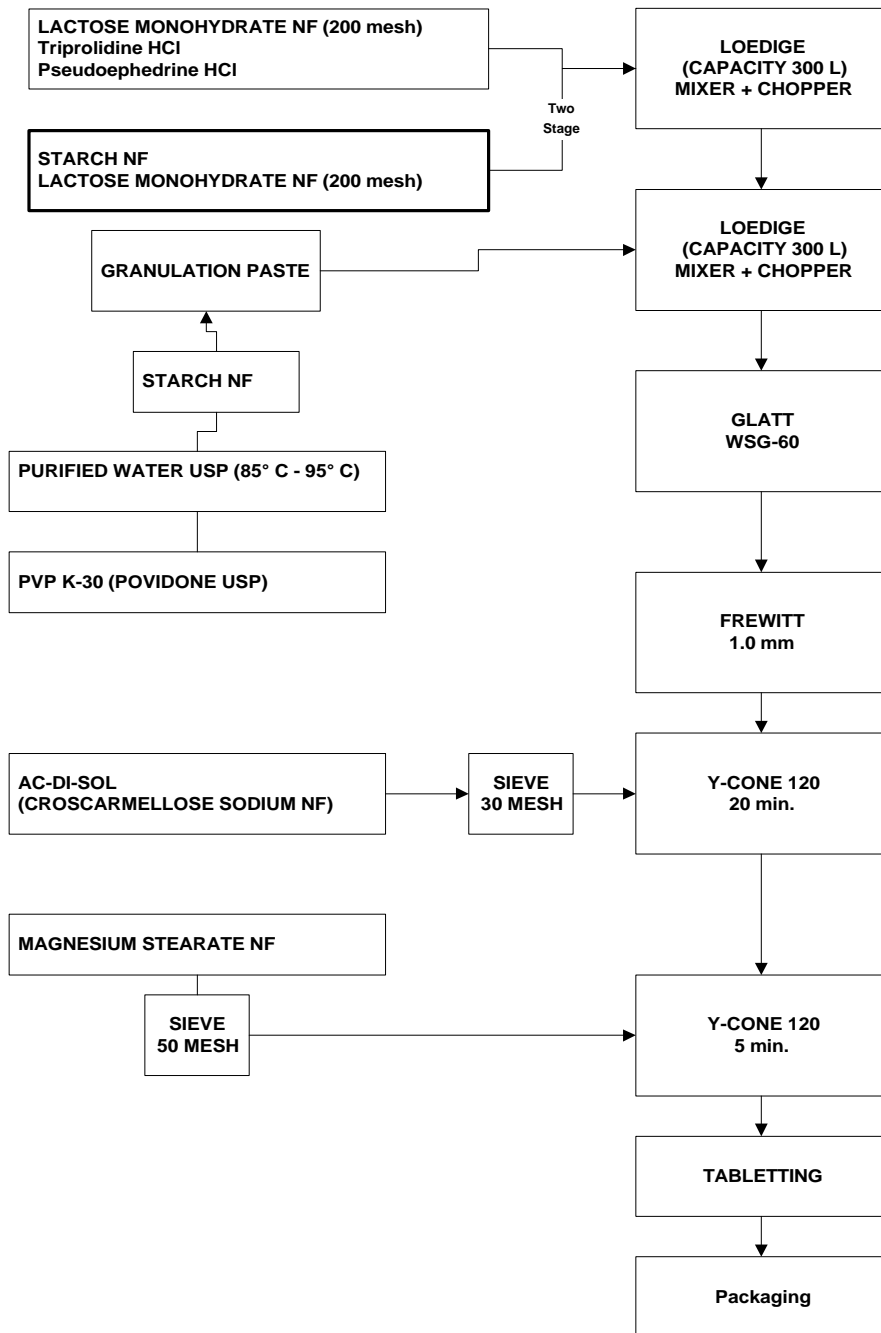 LACTOSE MONOHYDRATE NF (200 mesh)
Triprolidine HCl
Pseudoephedrine HCl
LOEDIGE
(CAPACITY 300 L)
MIXER + CHOPPER
Two
Stage
STARCH NF
LACTOSE MONOHYDRATE NF (200 mesh)
LOEDIGE
(CAPACITY 300 L)
MIXER + CHOPPER
GRANULATION PASTE
STARCH NF
GLATT
WSG-60
PURIFIED WATER USP (85° C - 95° C)
PVP K-30 (POVIDONE USP)
FREWITT
1.0 mm
AC-DI-SOL
(CROSCARMELLOSE SODIUM NF)
SIEVE
30 MESH
Y-CONE 120
20 min.
MAGNESIUM STEARATE NF
SIEVE
50 MESH
Y-CONE 120
5 min.
TABLETTING
Packaging